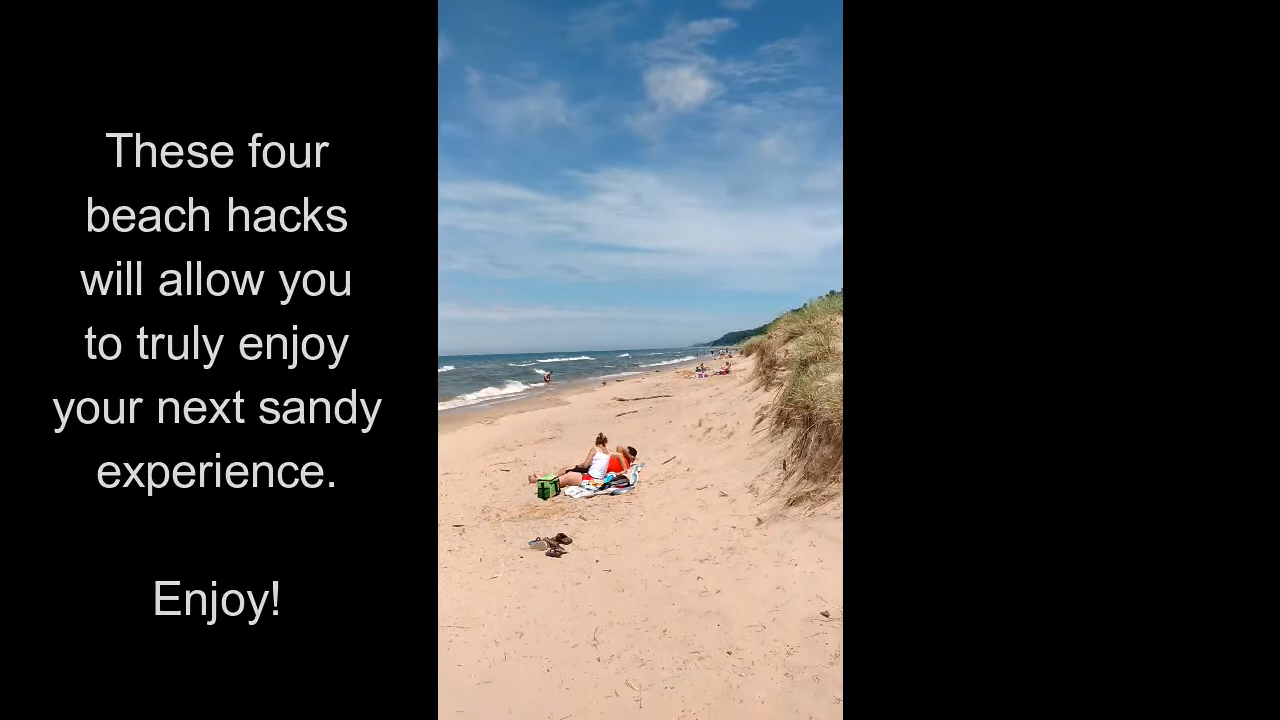 These four
beach hacks
will allow you
to truly enjoy
your next sandy
experience.
Enjoy!